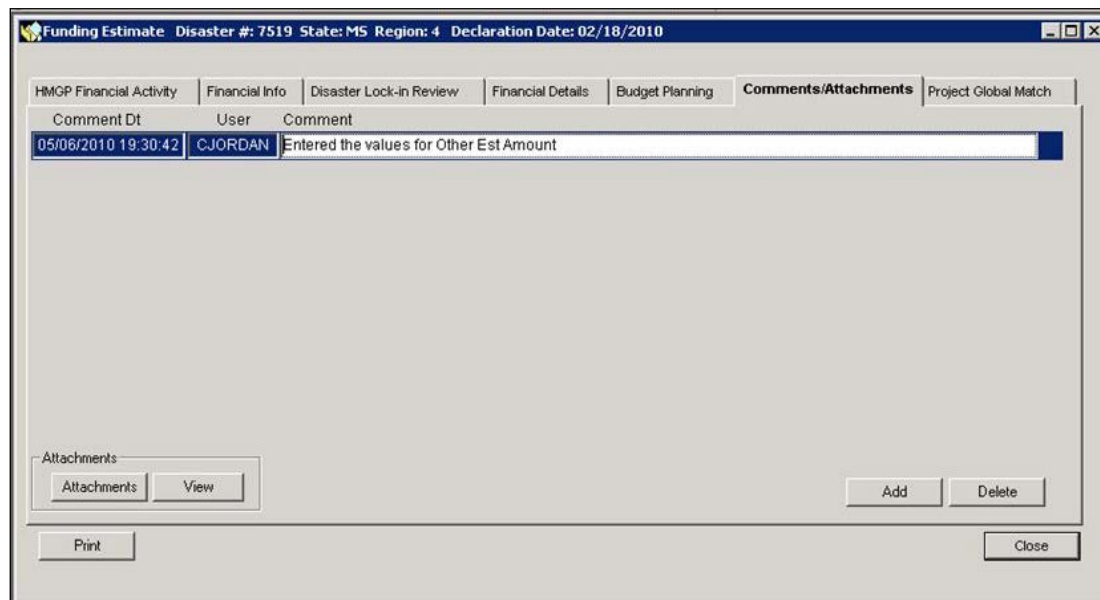 Funding Estimate Disaster #: 7519 State: MS Region: 4 Declaration Date: 02/18/2010
HMGP Financial Activity Financial Info Disaster Lock-in Review Financial Details Budget Planning Comments/Attachments Project Global Match
Comment Dt User Comment
05/06/2010 19:30:42 CJORDAN Entered the values for Other Est Amount
Attachments
Attachments View Add Delete
Print Close